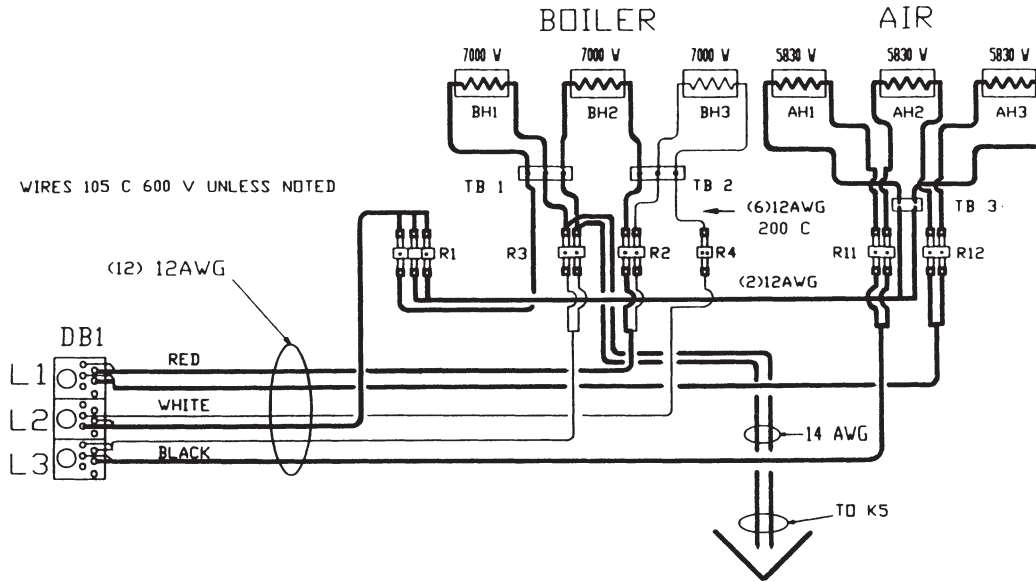 BOILER AIR
7000 W 7000 W 7000 W 5830 W 5830 W 5830 W
BH1 BH2 BH3 AH1 AH2 AH3
TB 1 TB 2 TB 3
WIRES 105 C 600 V UNLESS NOTED
(6)12AWG
200 C
R1 R3 R2 R4 R11 R12
(12) 12AWG
(2)12AWG
DB1
L1 RED
L2 WHITE
L3 BLACK
14 AWG
TO K5